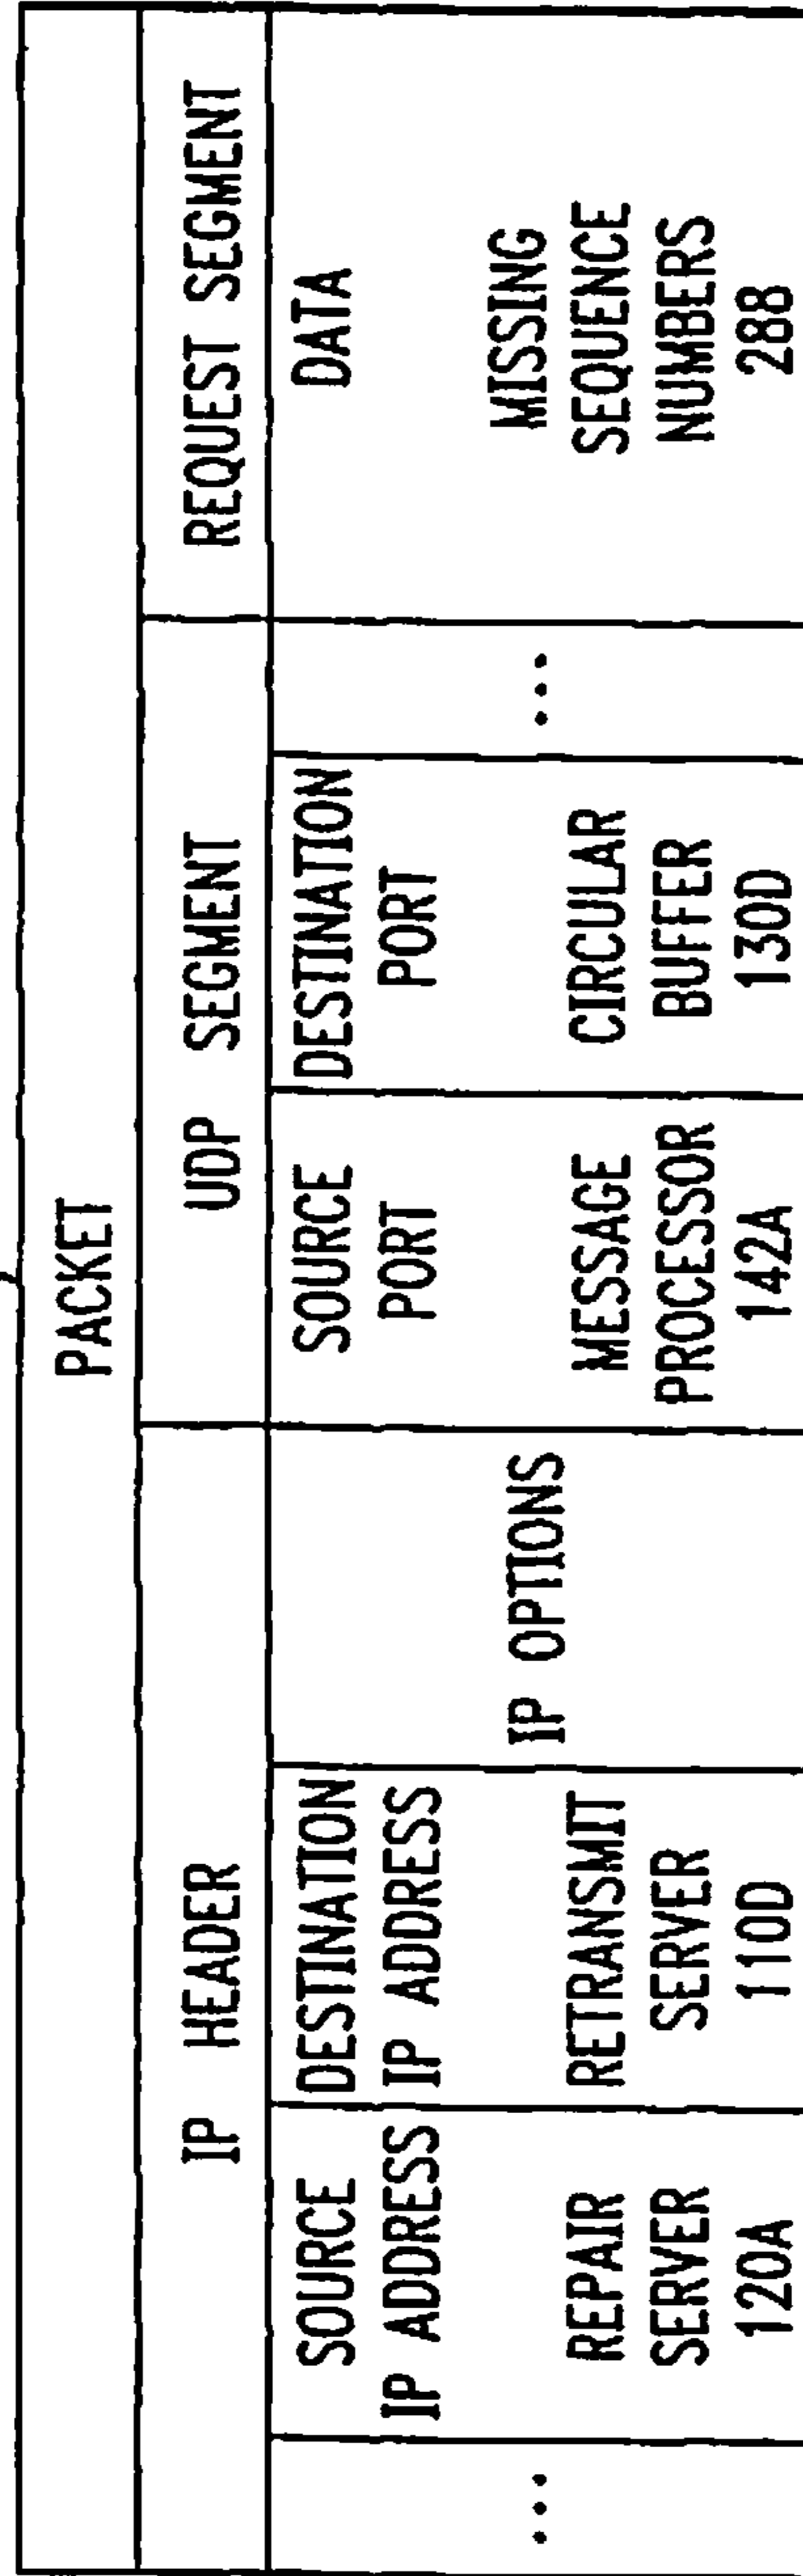 PACKET
IP HEADER
UDP SEGMENT
REQUEST SEGMENT
...
SOURCE
IP ADDRESS
REPAIR
SERVER
120A
DESTINATION
IP ADDRESS
RETRANSMIT
SERVER
110D
IP OPTIONS
SOURCE
PORT
MESSAGE
PROCESSOR
142A
DESTINATION
PORT
CIRCULAR
BUFFER
130D
...
DATA
MISSING
SEQUENCE
NUMBERS
288